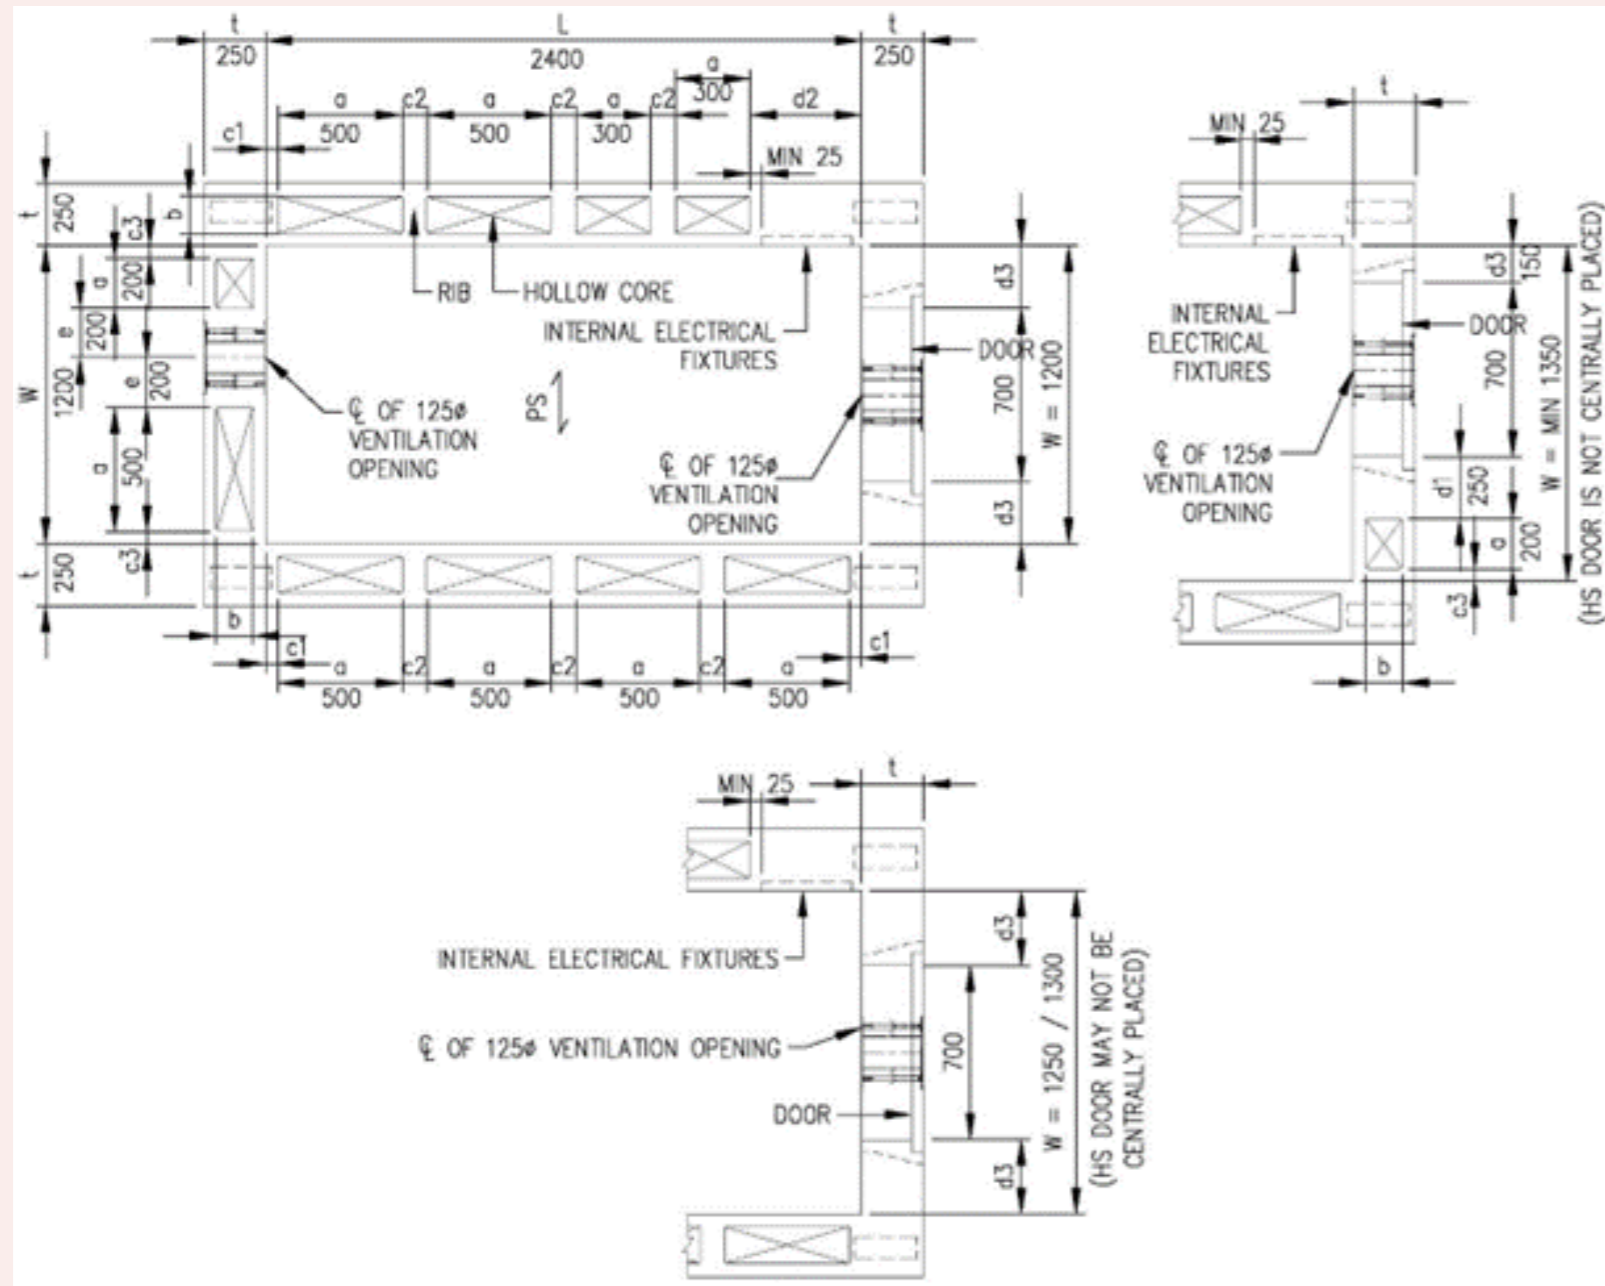 t
L
t
250
2400
250
a
300
a
c2
a
c2
a
c2
d2
500
500
300
c1
MIN 25
t
250
b
c3
a
200
e
200
W
1200
e
200
a
500
c3
t
250
RIB
HOLLOW CORE
INTERNAL ELECTRICAL
FIXTURES
DOOR
PS
℄ OF 125ø
VENTILATION
OPENING
℄ OF 125ø
VENTILATION
OPENING
d3
700
W = 1200
d3
b
c1
a
c2
a
c2
a
c2
a
c1
500
500
500
500
t
MIN 25
INTERNAL
ELECTRICAL
FIXTURES
DOOR
℄ OF 125ø
VENTILATION
OPENING
d3
150
700
d1
250
a
200
c3
b
W = MIN 1350
(HS DOOR IS NOT CENTRALLY PLACED)
MIN 25
t
INTERNAL ELECTRICAL FIXTURES
℄ OF 125ø VENTILATION OPENING
DOOR
d3
700
d3
W = 1250 / 1300
(HS DOOR MAY NOT BE
CENTRALLY PLACED)